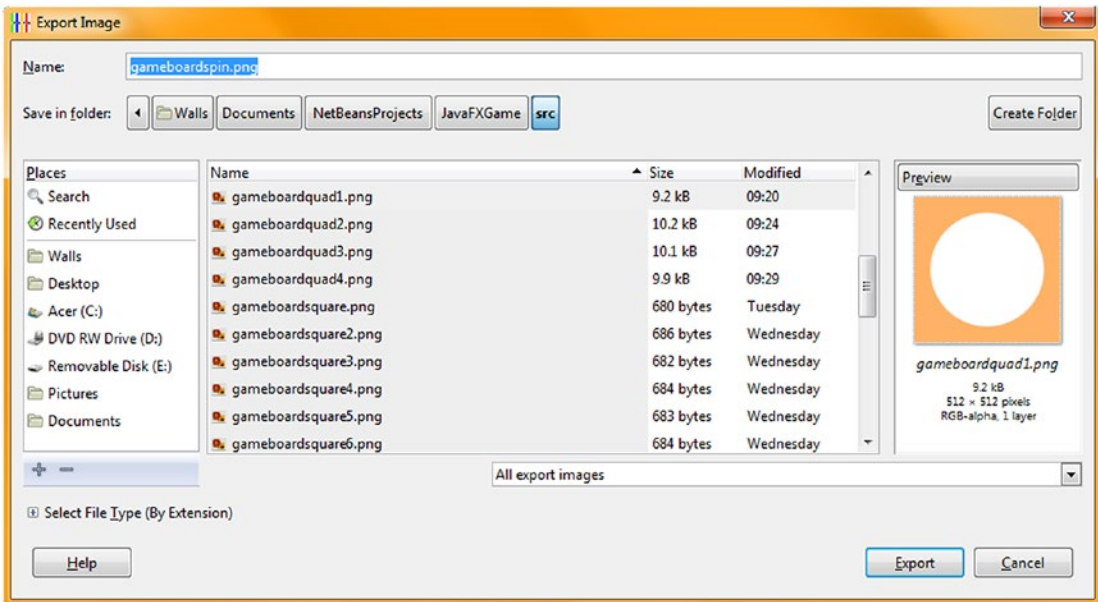 Export Image
Name: gameboardspin.png
Save in folder: Walls Documents NetBeansProjects JavaFXGame src Create Folder
Places
Search
Recently Used
Walls
Desktop
Acer (C:)
DVD RW Drive (D:)
Removable Disk (E:)
Pictures
Documents
Name Size Modified
gameboardquad1.png 9.2 kB 09:20
gameboardquad2.png 10.2 kB 09:24
gameboardquad3.png 10.1 kB 09:27
gameboardquad4.png 9.9 kB 09:29
gameboardsquare.png 680 bytes Tuesday
gameboardsquare2.png 686 bytes Wednesday
gameboardsquare3.png 682 bytes Wednesday
gameboardsquare4.png 684 bytes Wednesday
gameboardsquare5.png 683 bytes Wednesday
gameboardsquare6.png 684 bytes Wednesday
Preview
gameboardquad1.png
9.2 kB
512 × 512 pixels
RGB-alpha, 1 layer
All export images
Select File Type (By Extension)
Help Export Cancel